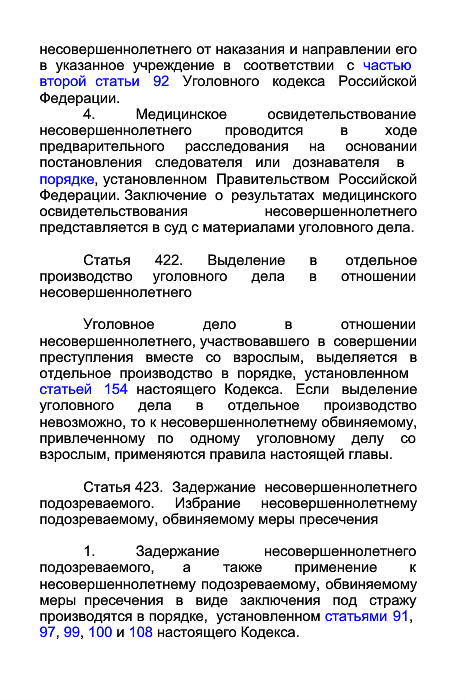 несовершеннолетнего от наказания и направлении его
в указанное учреждение в соответствии с частью
второй статьи 92 Уголовного кодекса Российской
Федерации.
4. Медицинское освидетельствование
несовершеннолетнего проводится в ходе
предварительного расследования на основании
постановления следователя или дознавателя в
порядке, установленном Правительством Российской
Федерации. Заключение о результатах медицинского
освидетельствования несовершеннолетнего
представляется в суд с материалами уголовного дела.
Статья 422. Выделение в отдельное
производство уголовного дела в отношении
несовершеннолетнего
Уголовное дело в отношении
несовершеннолетнего, участвовавшего в совершении
преступления вместе со взрослым, выделяется в
отдельное производство в порядке, установленном
статьей 154 настоящего Кодекса. Если выделение
уголовного дела в отдельное производство
невозможно, то к несовершеннолетнему обвиняемому,
привлеченному по одному уголовному делу со
взрослым, применяются правила настоящей главы.
Статья 423. Задержание несовершеннолетнего
подозреваемого. Избрание несовершеннолетнему
подозреваемому, обвиняемому меры пресечения
1. Задержание несовершеннолетнего
подозреваемого, а также применение к
несовершеннолетнему подозреваемому, обвиняемому
меры пресечения в виде заключения под стражу
производятся в порядке, установленном статьями 91,
97, 99, 100 и 108 настоящего Кодекса.